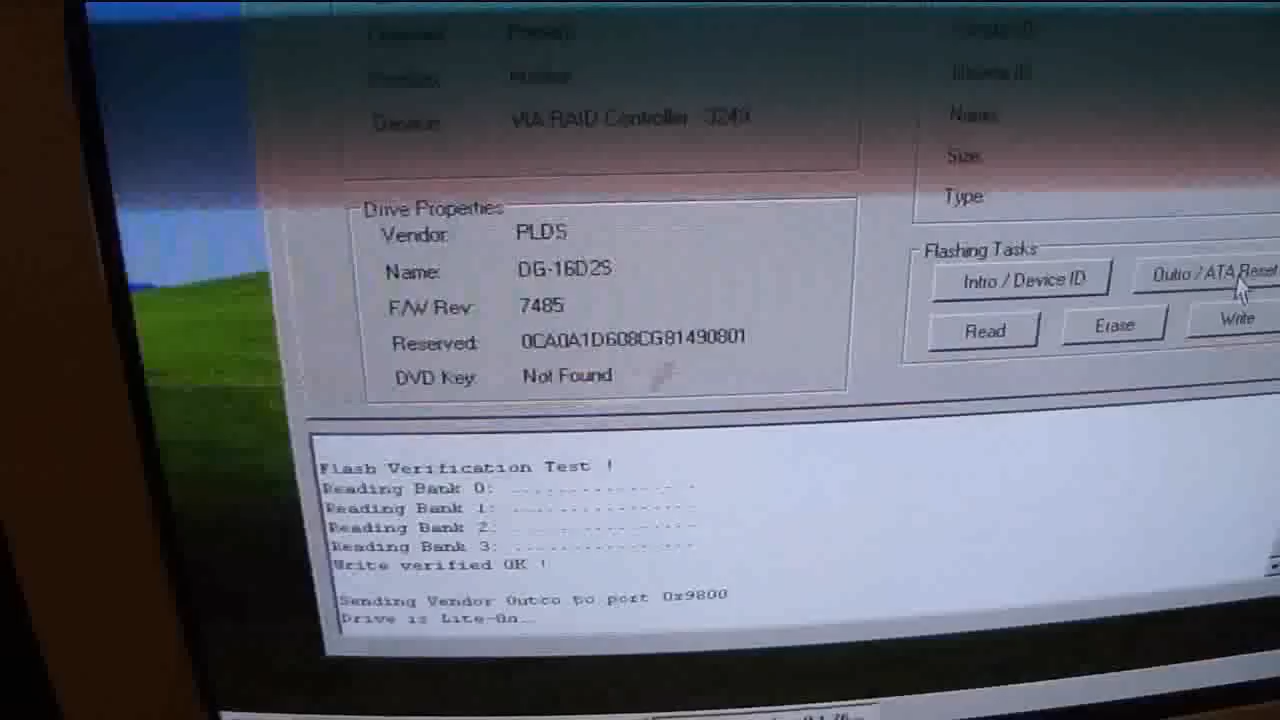 VIA RAID Controller 3249
Name:
Size:
Type:
Drive Properties
Vendor: PLDS
Name: DG-16D2S
F/W Rev: 7485
Reserved: 0CA0A1D608CG81490801
DVD Key: Not Found
Flashing Tasks
Intro / Device ID
Outro / ATA Reset
Read
Erase
Write
Flash Verification Test !
Reading Bank 0: ................
Reading Bank 1: ................
Reading Bank 2: ................
Reading Bank 3: ................
Write verified OK !
Sending Vendor Outro to port 0x9800
Drive is Lite-On..